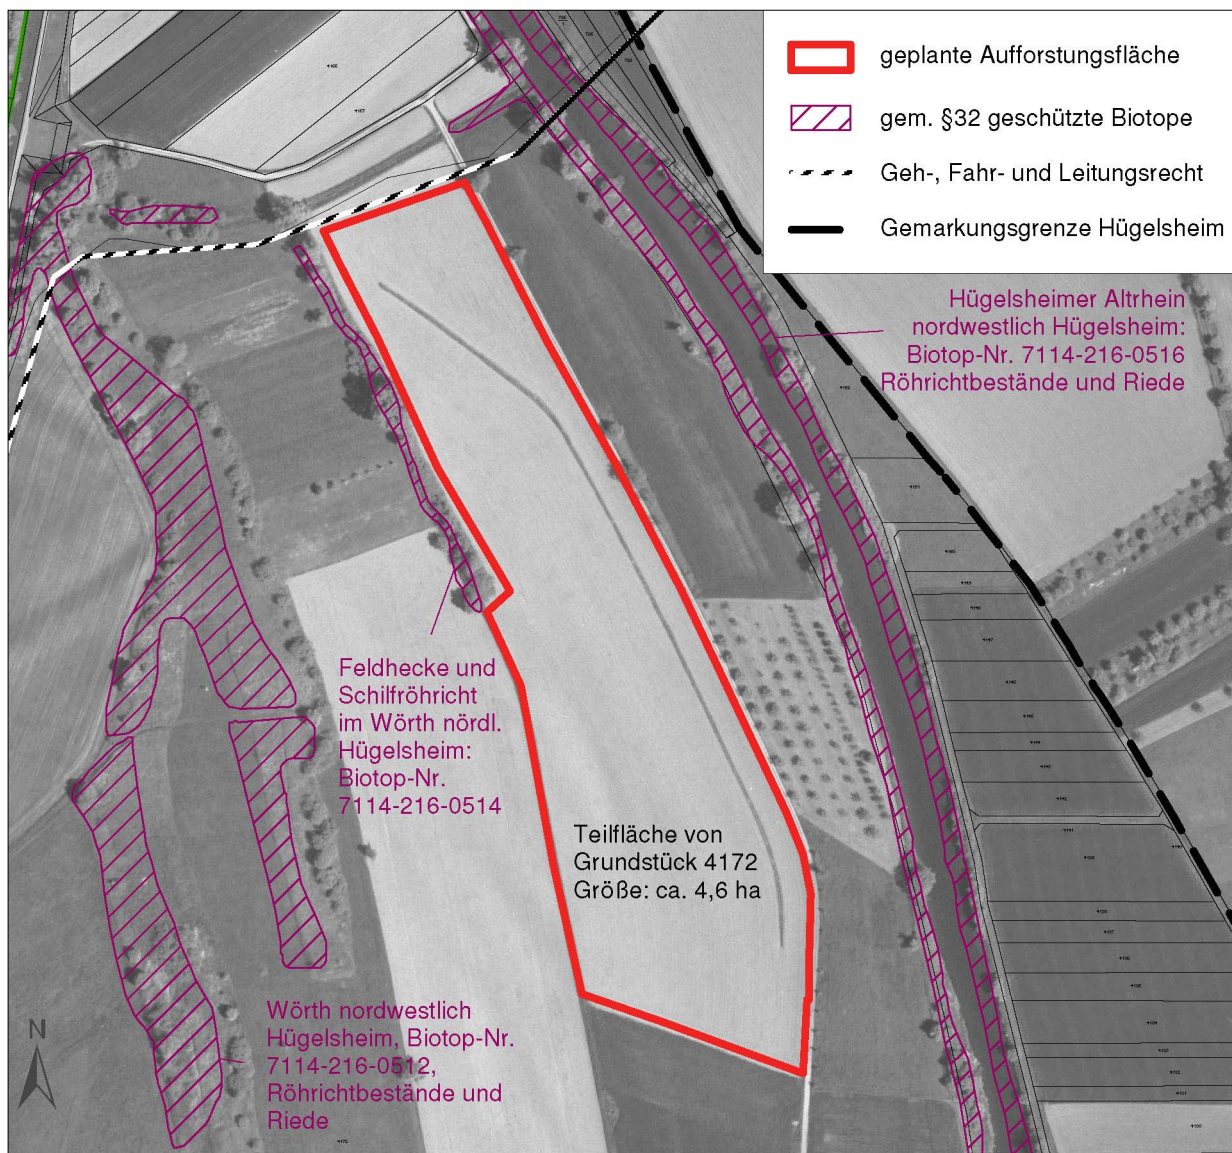 geplante Aufforstungsfläche
gem. §32 geschützte Biotope
Geh-, Fahr- und Leitungsrecht
Gemarkungsgrenze Hügelsheim
Hügelsheimer Altrhein
nordwestlich Hügelsheim:
Biotop-Nr. 7114-216-0516
Röhrichtbestände und Riede
Feldhecke und
Schilfröhricht
im Wörth nördl.
Hügelsheim:
Biotop-Nr.
7114-216-0514
Teilfläche von
Grundstück 4172
Größe: ca. 4,6 ha
Wörth nordwestlich
Hügelsheim, Biotop-Nr.
7114-216-0512,
Röhrichtbestände und
Riede
N
4172